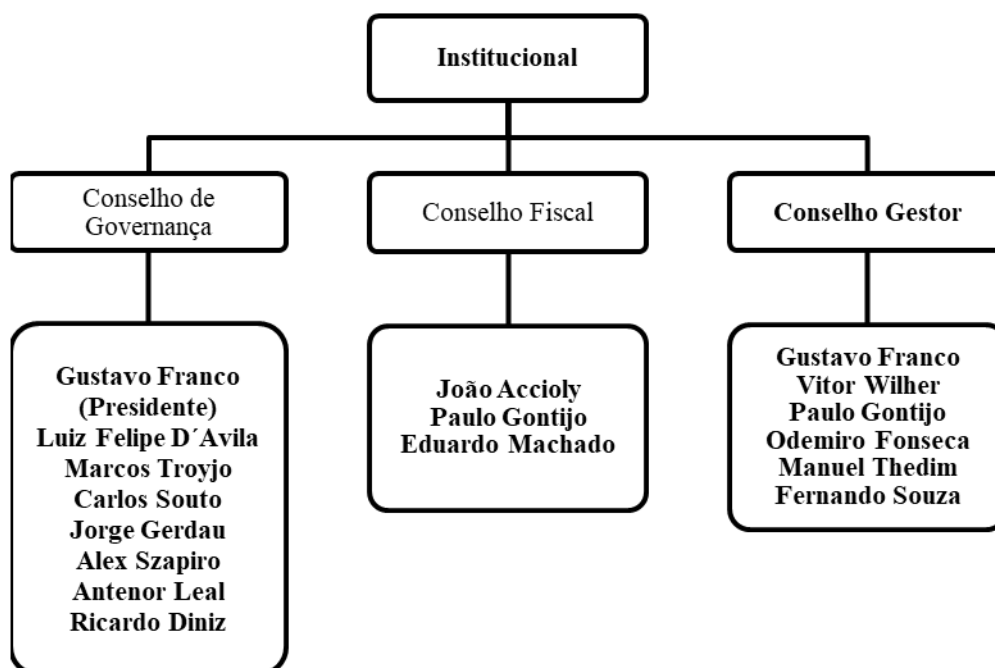 Institucional
Conselho de
Governança
Conselho Fiscal
Conselho Gestor
Gustavo Franco
(Presidente)
Luiz Felipe D´Avila
Marcos Troyjo
Carlos Souto
Jorge Gerdau
Alex Szapiro
Antenor Leal
Ricardo Diniz
João Accioly
Paulo Gontijo
Eduardo Machado
Gustavo Franco
Vitor Wilher
Paulo Gontijo
Odemiro Fonseca
Manuel Thedim
Fernando Souza